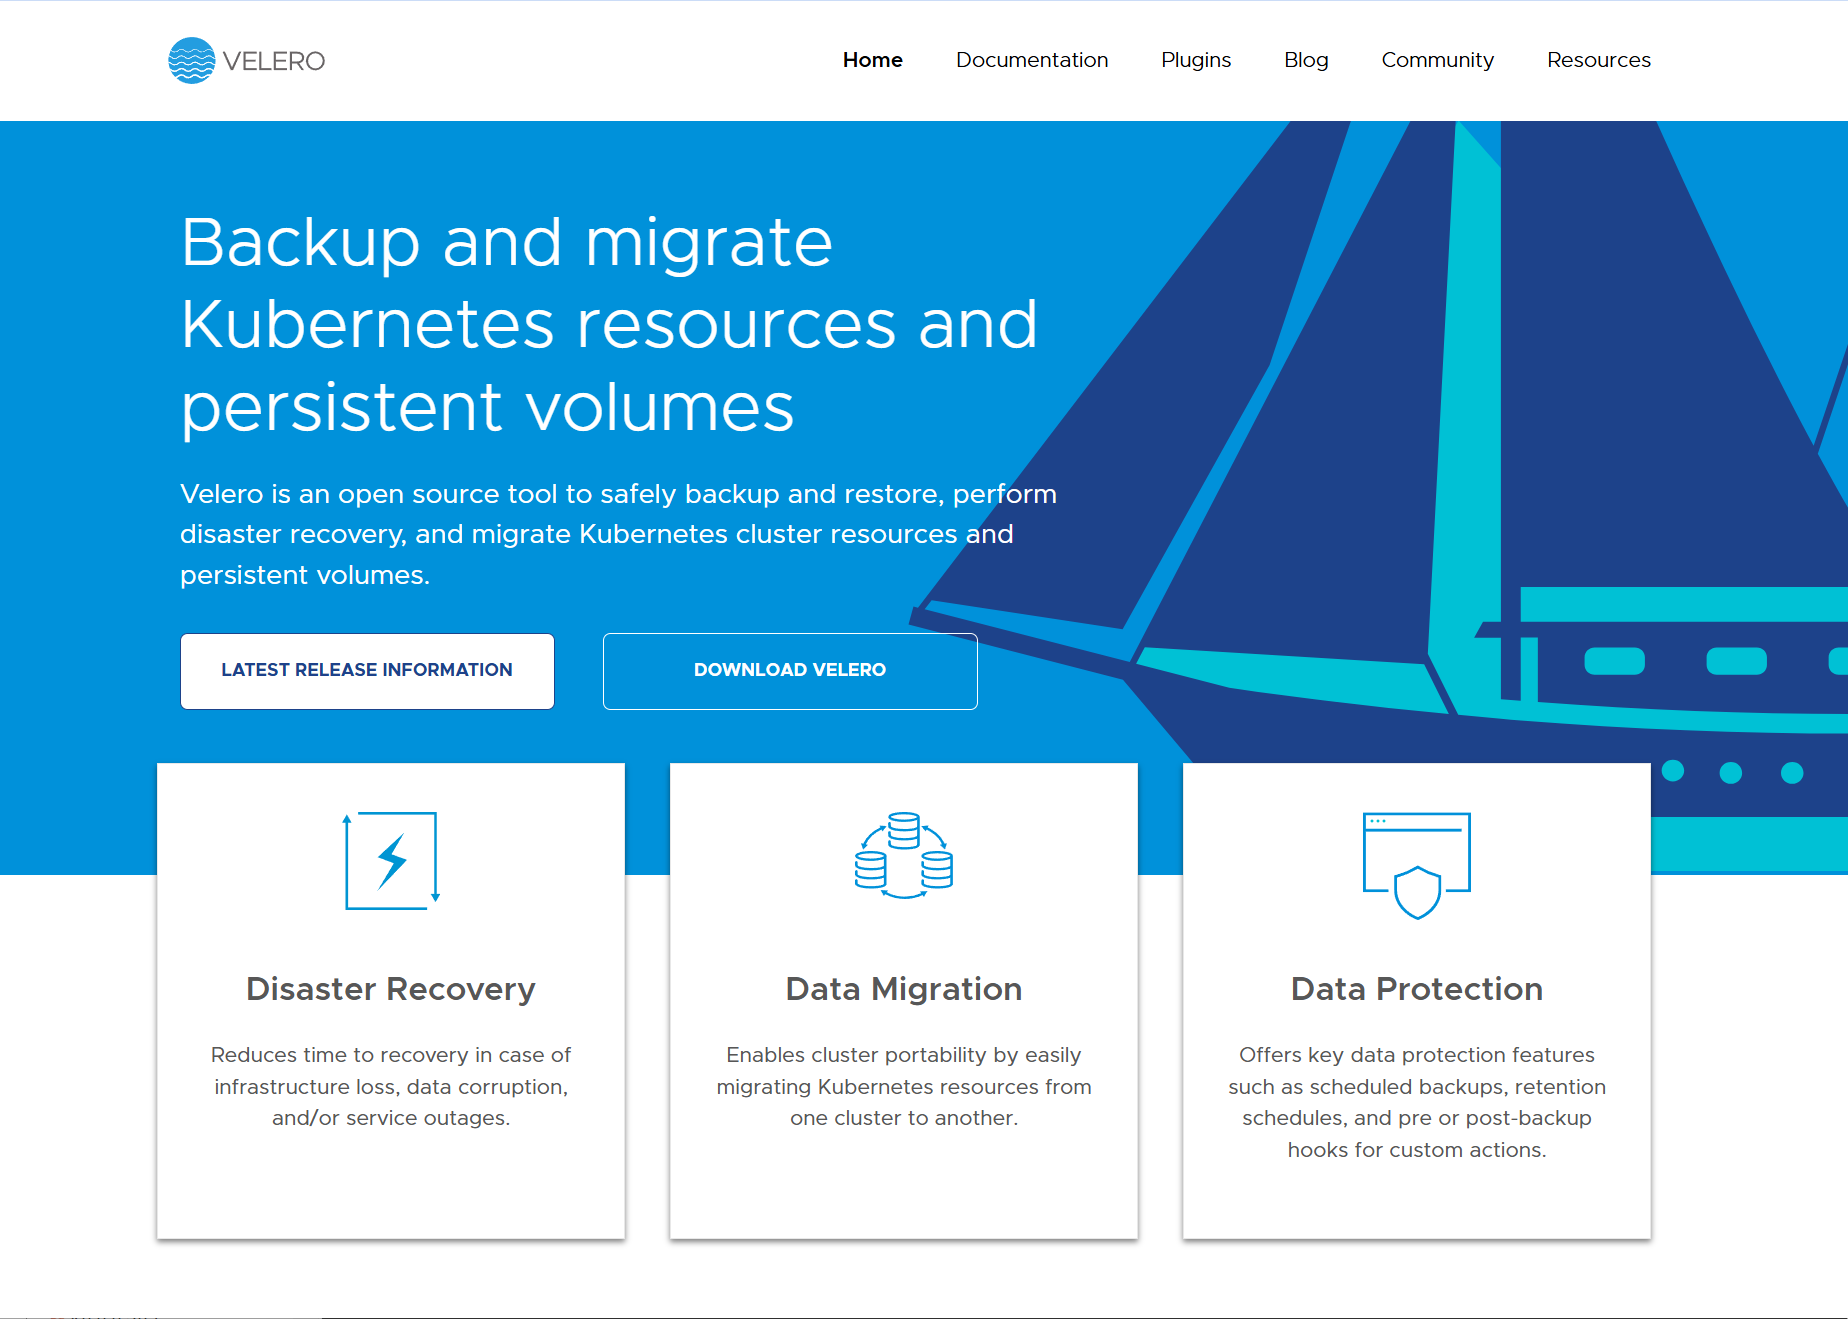 VELERO
Home
Documentation
Plugins
Blog
Community
Resources
Backup and migrate
Kubernetes resources and
persistent volumes
Velero is an open source tool to safely backup and restore, perform
disaster recovery, and migrate Kubernetes cluster resources and
persistent volumes.
LATEST RELEASE INFORMATION
DOWNLOAD VELERO
Disaster Recovery
Reduces time to recovery in case of
infrastructure loss, data corruption,
and/or service outages.
Data Migration
Enables cluster portability by easily
migrating Kubernetes resources from
one cluster to another.
Data Protection
Offers key data protection features
such as scheduled backups, retention
schedules, and pre or post-backup
hooks for custom actions.